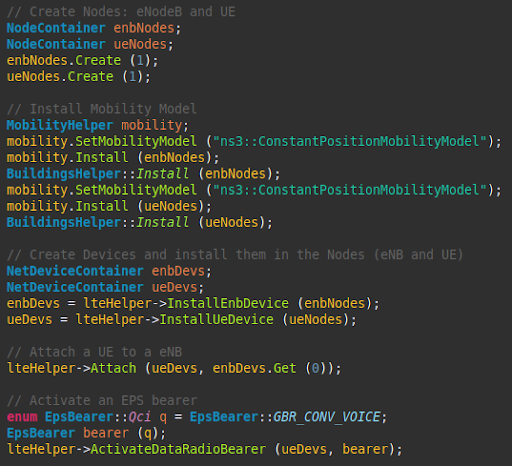 // Create Nodes: eNodeB and UE
NodeContainer enbNodes;
NodeContainer ueNodes;
enbNodes.Create (1);
ueNodes.Create (1);

// Install Mobility Model
MobilityHelper mobility;
mobility.SetMobilityModel ("ns3::ConstantPositionMobilityModel");
mobility.Install (enbNodes);
BuildingsHelper::Install (enbNodes);
mobility.SetMobilityModel ("ns3::ConstantPositionMobilityModel");
mobility.Install (ueNodes);
BuildingsHelper::Install (ueNodes);

// Create Devices and install them in the Nodes (eNB and UE)
NetDeviceContainer enbDevs;
NetDeviceContainer ueDevs;
enbDevs = lteHelper->InstallEnbDevice (enbNodes);
ueDevs = lteHelper->InstallUeDevice (ueNodes);

// Attach a UE to a eNB
lteHelper->Attach (ueDevs, enbDevs.Get (0));

// Activate an EPS bearer
enum EpsBearer::Qci q = EpsBearer::GBR_CONV_VOICE;
EpsBearer bearer (q);
lteHelper->ActivateDataRadioBearer (ueDevs, bearer);